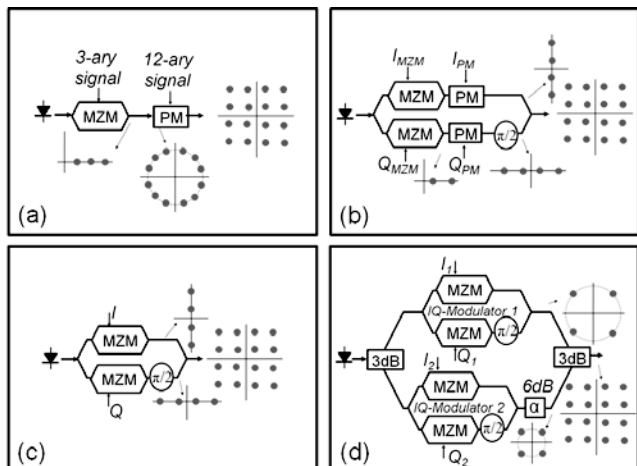 3-ary 12-ary
signal signal
MZM
PM
(a)
I_MZM I_PM
MZM PM
MZM PM π/2
Q_MZM Q_PM
(b)
I
MZM
MZM π/2
Q
(c)
I_1
MZM
IQ-Modulator 1
MZM π/2
3dB Q_1 3dB
I_2
MZM 6dB
IQ-Modulator 2 α
MZM π/2
Q_2
(d)